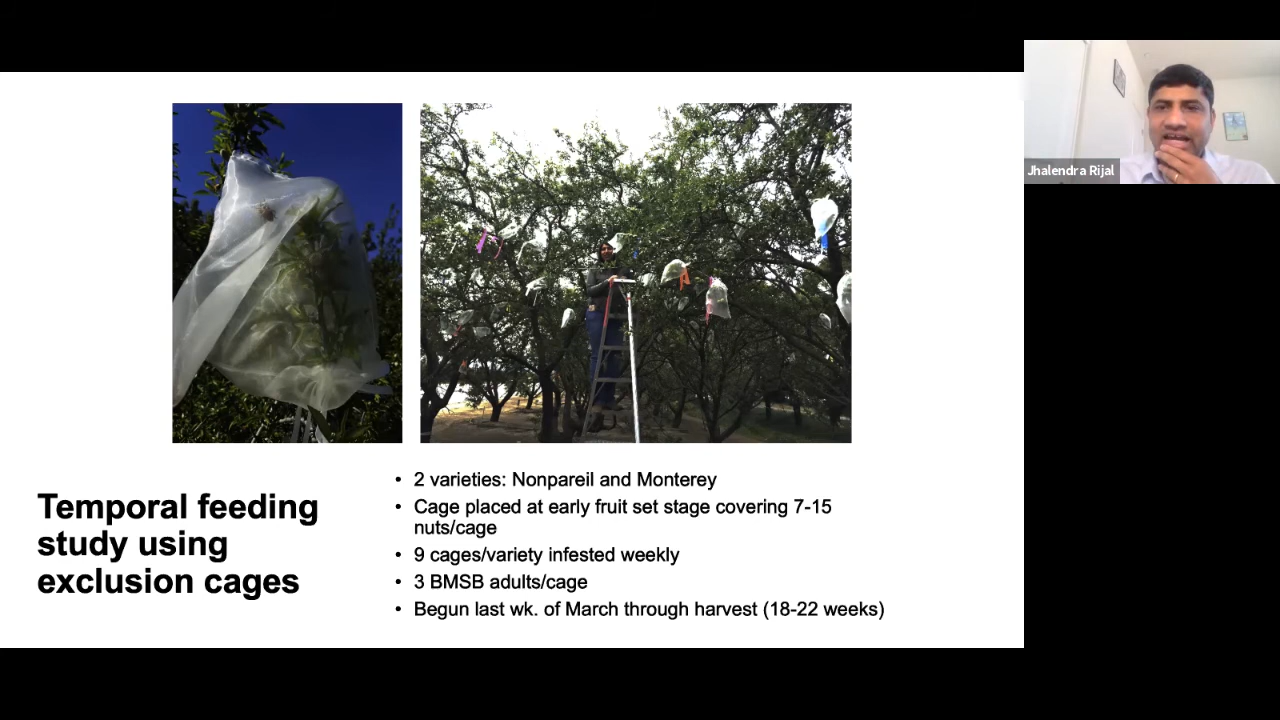 Jhalendra Rijal
Temporal feeding
study using
exclusion cages
• 2 varieties: Nonpareil and Monterey
• Cage placed at early fruit set stage covering 7-15
nuts/cage
• 9 cages/variety infested weekly
• 3 BMSB adults/cage
• Begun last wk. of March through harvest (18-22 weeks)